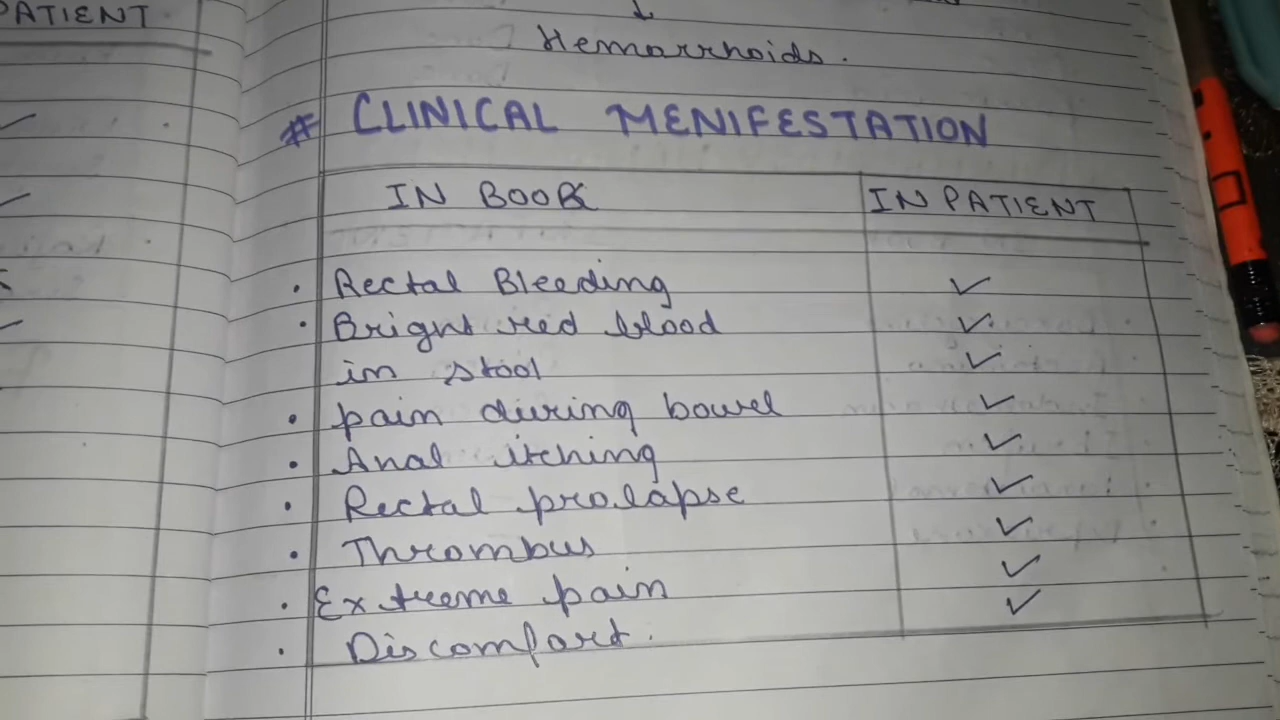 PATIENT
Hemarrhoids.
# CLINICAL MENIFESTATION
IN BOOK IN PATIENT
• Rectal Bleeding ✓
• Bright red blood ✓
in stool ✓
• pain during bowel ✓
• Anal itching ✓
• Rectal prolapse ✓
• Thrombus ✓
• Extreme pain ✓
• Discomfort. ✓